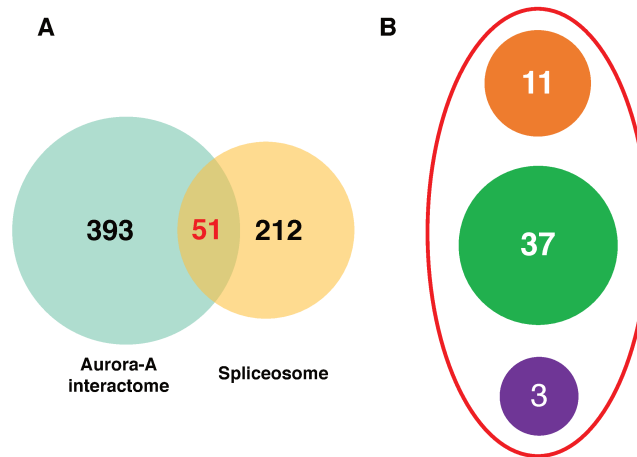 A
393
51
212
Aurora-A
interactome
Spliceosome
B
11
37
3